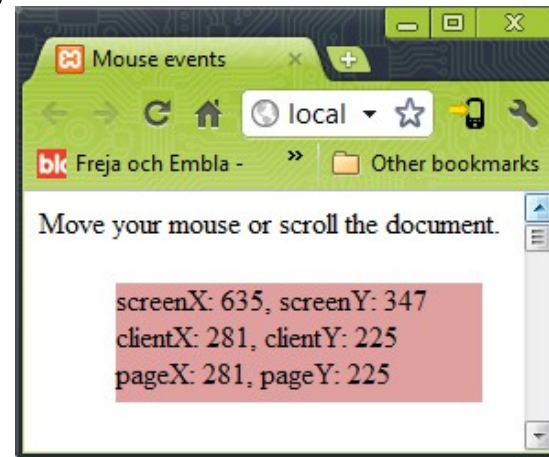 Mouse events
local
Freja och Embla - » Other bookmarks
Move your mouse or scroll the document.
screenX: 635, screenY: 347
clientX: 281, clientY: 225
pageX: 281, pageY: 225